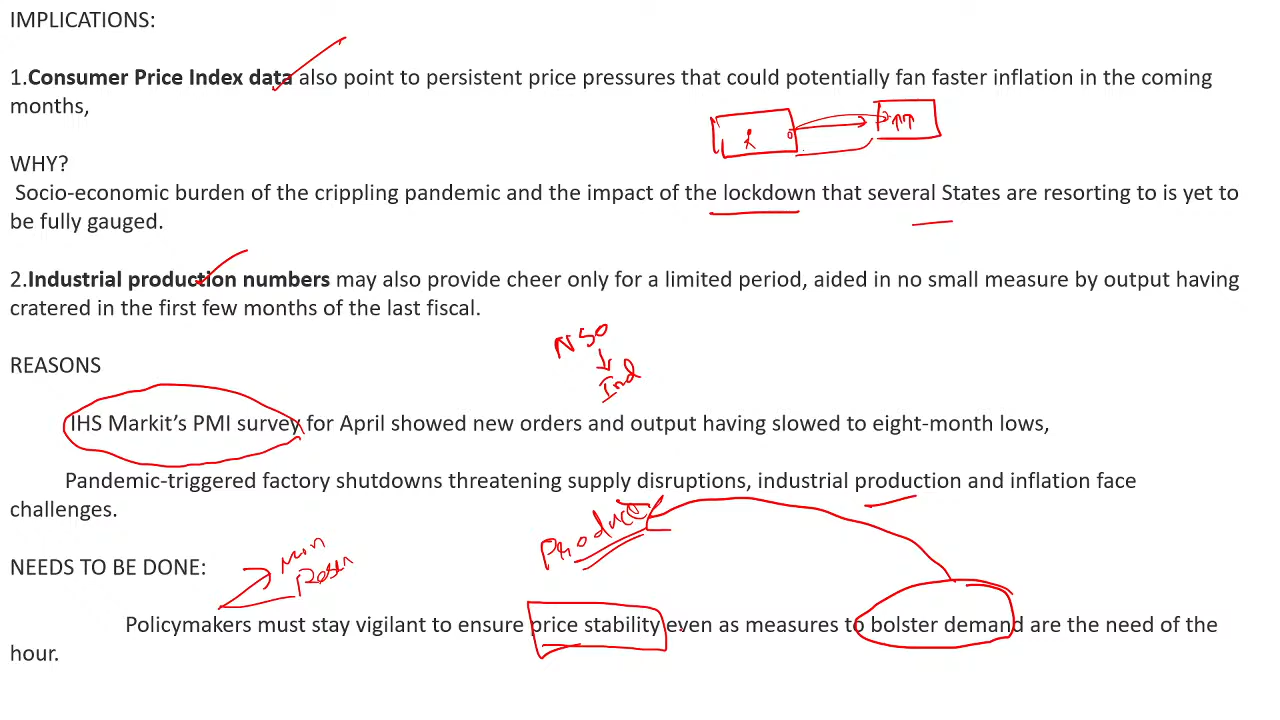 IMPLICATIONS:
1.Consumer Price Index data also point to persistent price pressures that could potentially fan faster inflation in the coming
months,
WHY?
Socio-economic burden of the crippling pandemic and the impact of the lockdown that several States are resorting to is yet to
be fully gauged.
2.Industrial production numbers may also provide cheer only for a limited period, aided in no small measure by output having
cratered in the first few months of the last fiscal.
NSO
Ind
REASONS
IHS Markit's PMI survey for April showed new orders and output having slowed to eight-month lows,
Pandemic-triggered factory shutdowns threatening supply disruptions, industrial production and inflation face
challenges.
NEEDS TO BE DONE:
Policymakers must stay vigilant to ensure price stability even as measures to bolster demand are the need of the
hour.